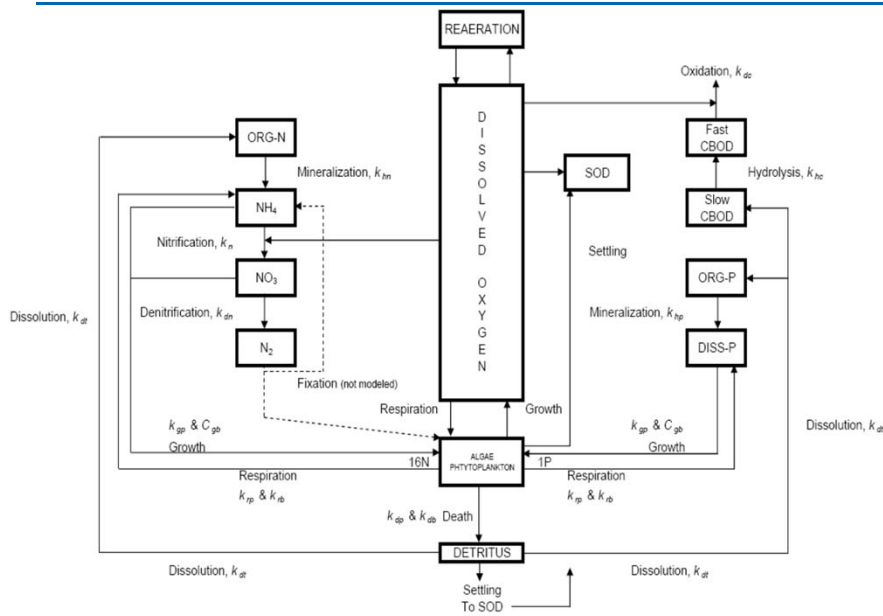 REAERATION
Oxidation, kdc
DISSOLVED OXYGEN
ORG-N
Fast
CBOD
Mineralization, khn
SOD
Hydrolysis, khc
NH4
Slow
CBOD
Nitrification, kn
Settling
NO3
ORG-P
Dissolution, kdt
Denitrification, kdn
Mineralization, khp
N2
DISS-P
Fixation (not modeled)
Respiration
Growth
kgp & Cgb
Growth
kgp & Cgb
Growth
Dissolution, kdt
16N
ALGAE
PHTYTOPLANKTON
1P
Respiration
krp & krb
Respiration
krp & krb
kdp & kdb Death
DETRITUS
Dissolution, kdt
Dissolution, kdt
Settling
To SOD